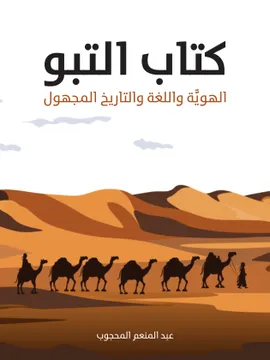 كتاب التبو
الهويَّة واللغة والتاريخ المجهول
عبد المنعم المحجوب